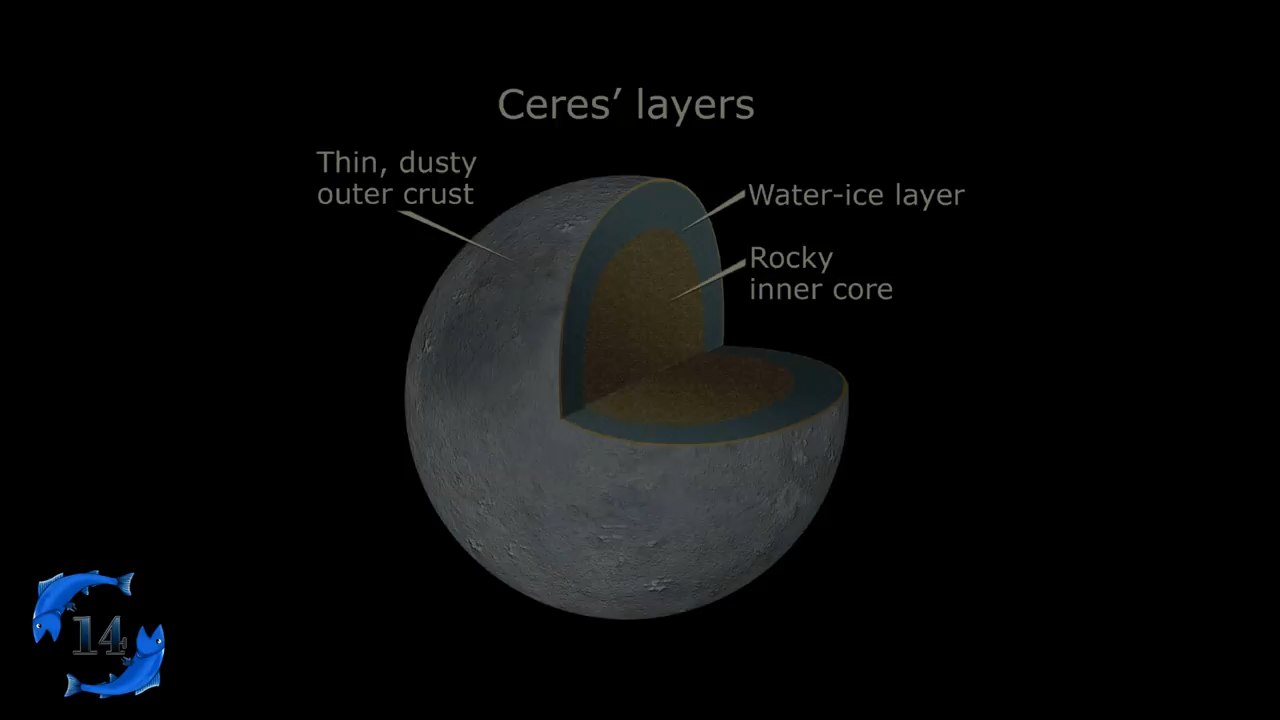 Ceres’ layers
Thin, dusty
outer crust
Water-ice layer
Rocky
inner core
14